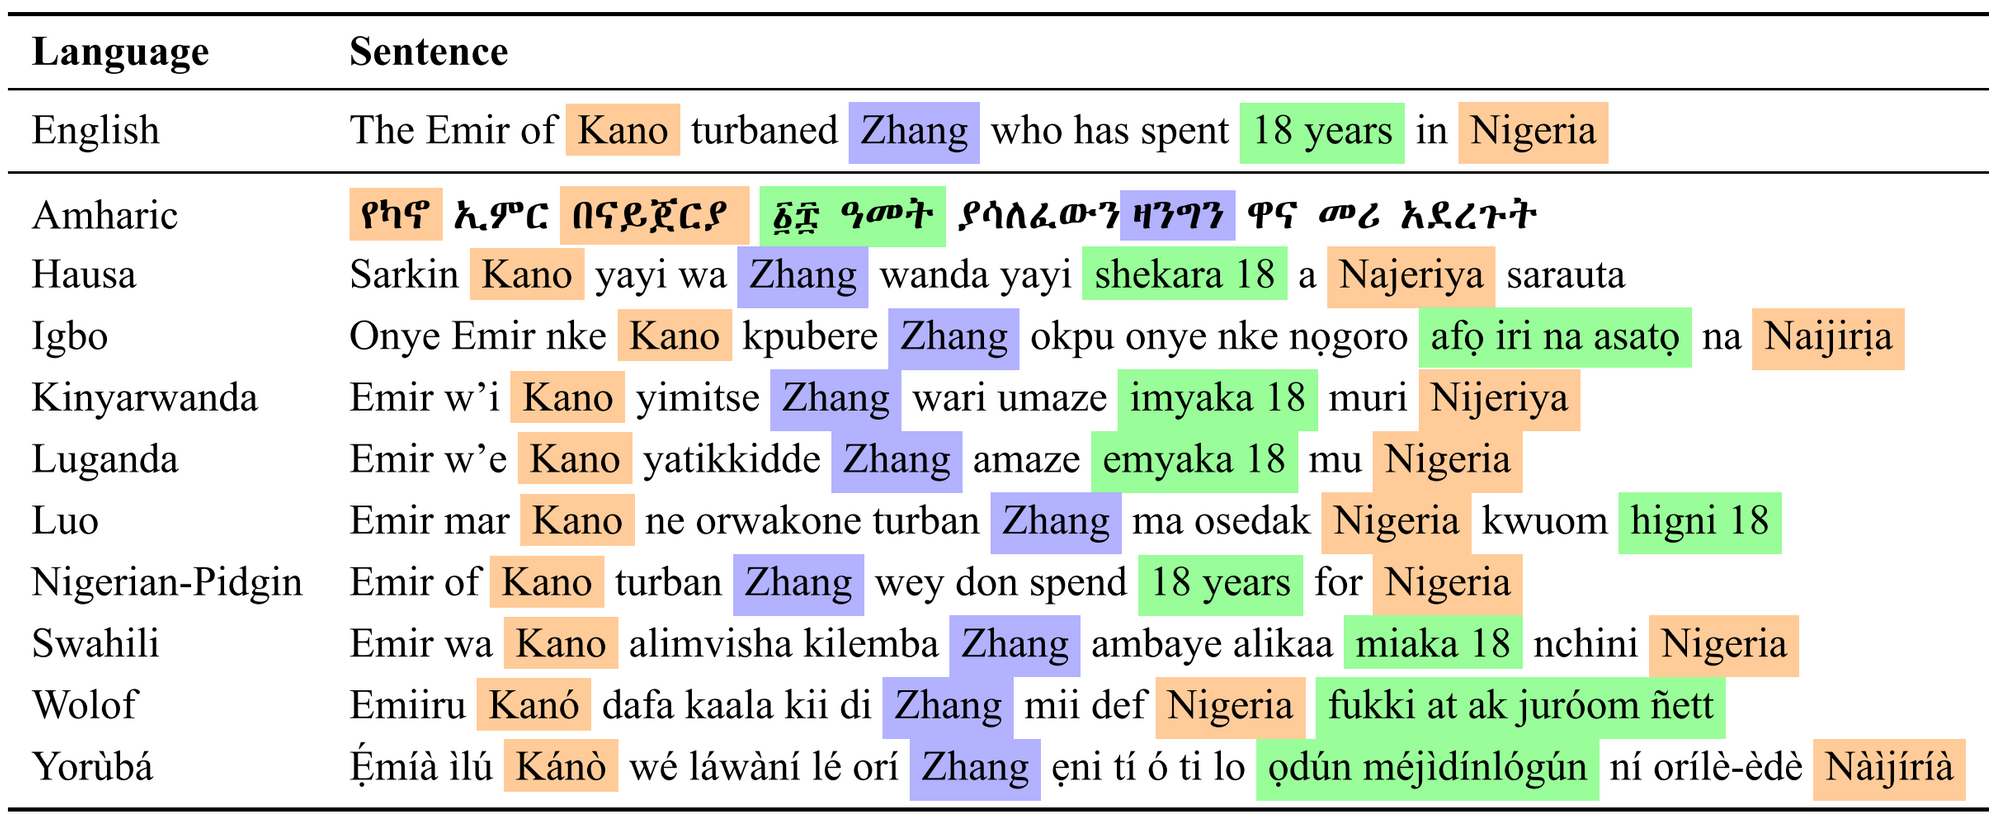 Language Sentence
English The Emir of Kano turbaned Zhang who has spent 18 years in Nigeria
Amharic የካኖ ኢምር በናይጀርያ ፩፰ ዓመት ያሳለፈውን ዛንግን ዋና መሪ አደረጉት
Hausa Sarkin Kano yayi wa Zhang wanda yayi shekara 18 a Najeriya sarauta
Igbo Onye Emir nke Kano kpubere Zhang okpu onye nke nọgoro afọ iri na asatọ na Naijirịa
Kinyarwanda Emir w’i Kano yimitse Zhang wari umaze imyaka 18 muri Nijeriya
Luganda Emir w’e Kano yatikkidde Zhang amaze emyaka 18 mu Nigeria
Luo Emir mar Kano ne orwakone turban Zhang ma osedak Nigeria kwuom higni 18
Nigerian-Pidgin Emir of Kano turban Zhang wey don spend 18 years for Nigeria
Swahili Emir wa Kano alimvisha kilemba Zhang ambaye alikaa miaka 18 nchini Nigeria
Wolof Emiiru Kanó dafa kaala kii di Zhang mii def Nigeria fukki at ak juróom ñett
Yorùbá Ẹ́míà ìlú Kánò wé láwàní lé orí Zhang ẹni tí ó ti lo ọdún méjìdínlógún ní orílè-èdè Nàìjíríà